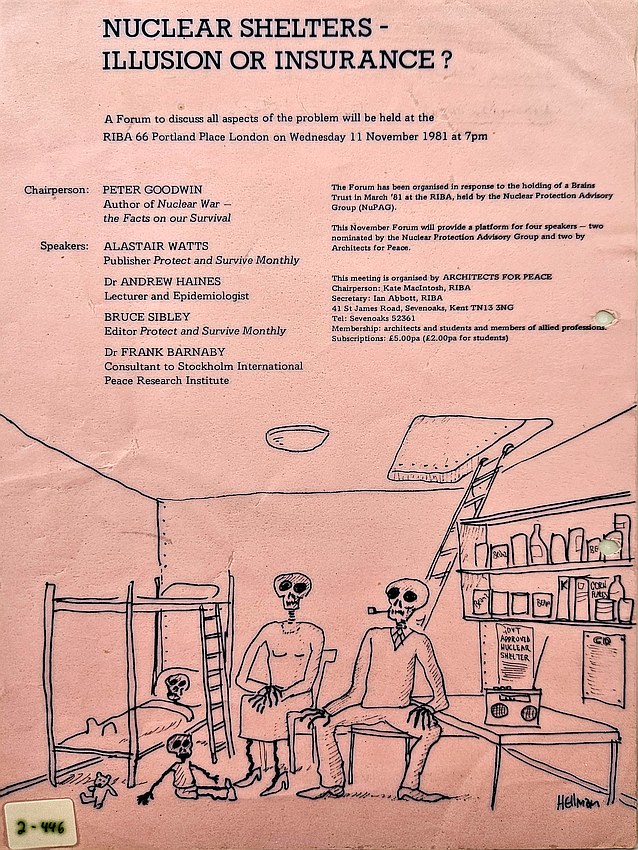 NUCLEAR SHELTERS -
ILLUSION OR INSURANCE ?
A Forum to discuss all aspects of the problem will be held at the
RIBA 66 Portland Place London on Wednesday 11 November 1981 at 7pm
Chairperson: PETER GOODWIN
Author of Nuclear War —
the Facts on our Survival
Speakers: ALASTAIR WATTS
Publisher Protect and Survive Monthly
Dr ANDREW HAINES
Lecturer and Epidemiologist
BRUCE SIBLEY
Editor Protect and Survive Monthly
Dr FRANK BARNABY
Consultant to Stockholm International
Peace Research Institute
The Forum has been organised in response to the holding of a Brains
Trust in March '81 at the RIBA, held by the Nuclear Protection Advisory
Group (NuPAG).
This November Forum will provide a platform for four speakers — two
nominated by the Nuclear Protection Advisory Group and two by
Architects for Peace.
This meeting is organised by ARCHITECTS FOR PEACE
Chairperson: Kate MacIntosh, RIBA
Secretary: Ian Abbott, RIBA
41 St James Road, Sevenoaks, Kent TN13 3NG
Tel: Sevenoaks 52361
Membership: architects and students and members of allied professions.
Subscriptions: £5.00pa (£2.00pa for students)
BEANS
BE
BEANS
BEAN
K
CORN
FLAKES
GOVT
APPROVED
NUCLEAR
SHELTER
CD
HELLMAN
2-446